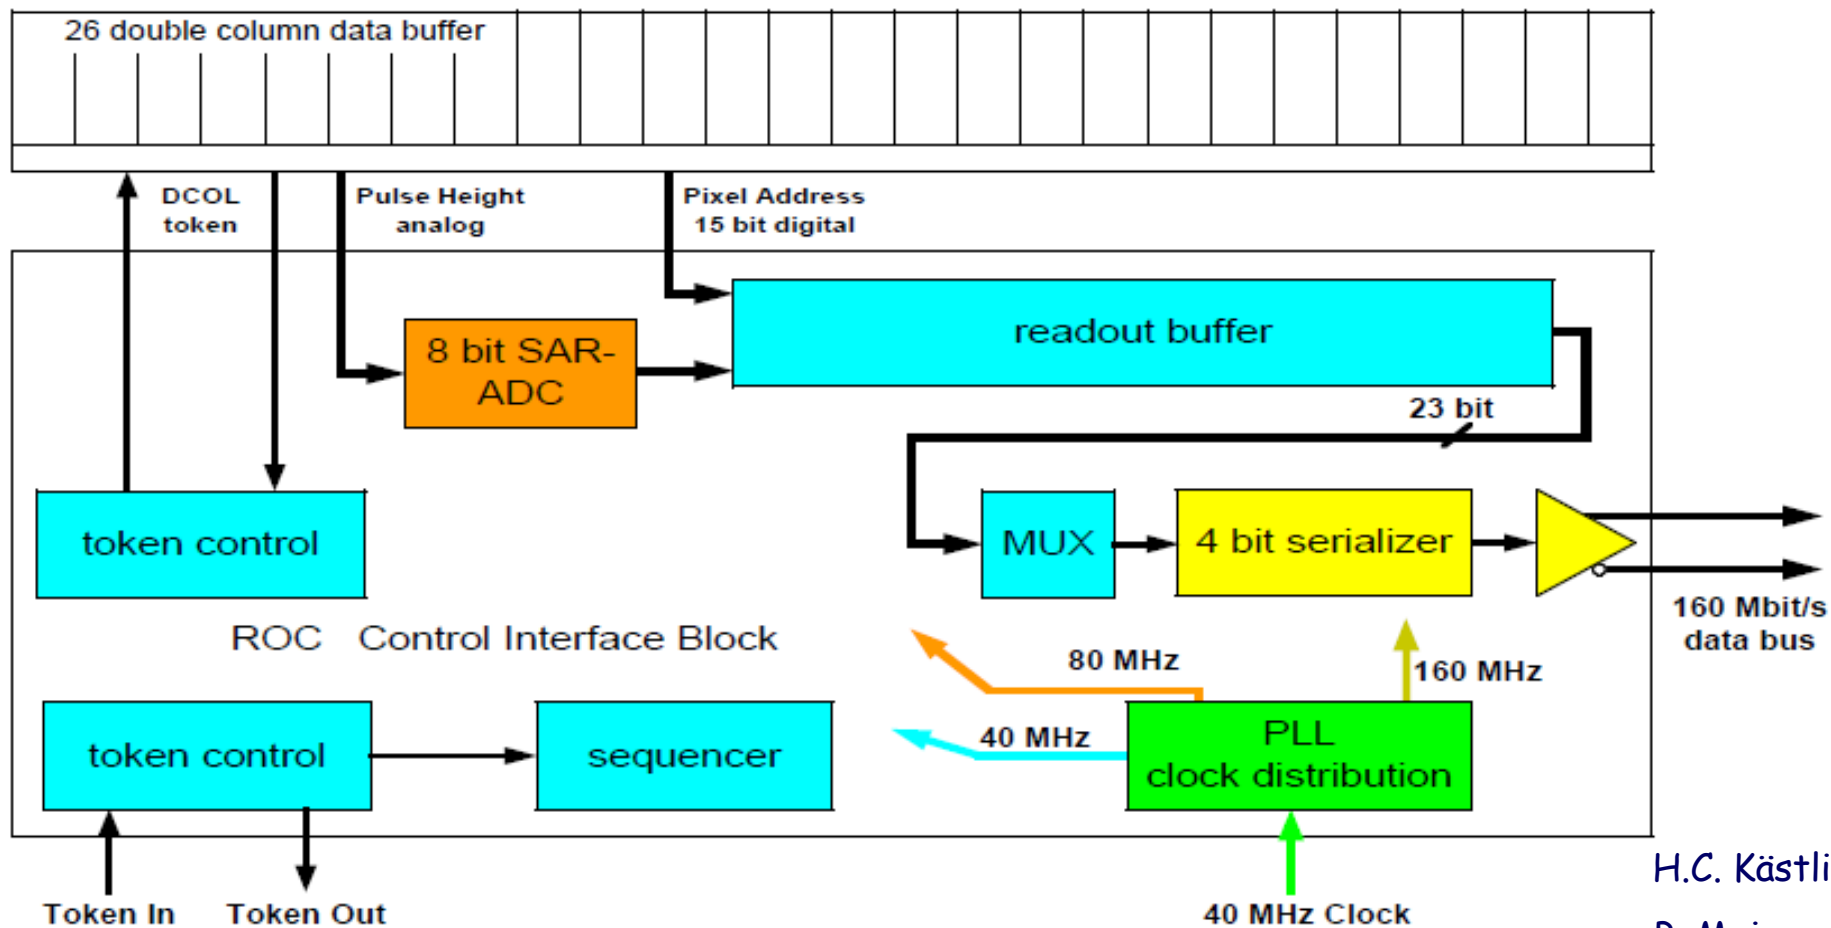 26 double column data buffer
DCOL
token
Pulse Height
analog
Pixel Address
15 bit digital
8 bit SAR-
ADC
readout buffer
23 bit
token control
MUX
4 bit serializer
160 Mbit/s
data bus
ROC Control Interface Block
80 MHz
160 MHz
40 MHz
token control
sequencer
PLL
clock distribution
Token In
Token Out
40 MHz Clock
H.C. Kästli